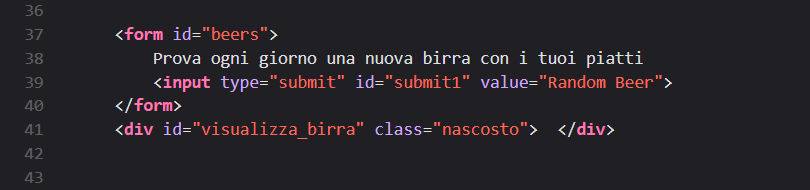 36
37 <form id="beers">
38 Prova ogni giorno una nuova birra con i tuoi piatti
39 <input type="submit" id="submit1" value="Random Beer">
40 </form>
41 <div id="visualizza_birra" class="nascosto">  </div>
42
43